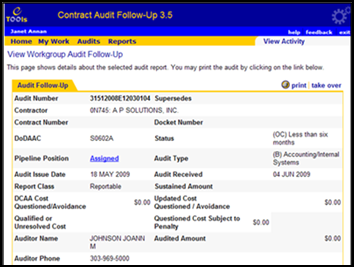 eTOOls
Contract Audit Follow-Up 3.5
Janet Annan
help feedback exit
Home My Work Audits Reports View Activity
View Workgroup Audit Follow-Up
This page shows details about the selected audit report. You may print the audit by clicking on the link below.
Audit Follow-Up print take over
Audit Number 31512008E12030104 Supersedes
Contractor 0N745: A P SOLUTIONS, INC.
Contract Number Docket Number
DoDAAC S0602A Status (OC) Less than six
months
Pipeline Position Assigned Audit Type (B) Accounting/Internal
Systems
Audit Issue Date 18 MAY 2009 Audit Received 04 JUN 2009
Report Class Reportable Sustained Amount
DCAA Cost $0.00 Updated Cost $0.00
Questioned/Avoidance Questioned / Avoidance
Qualified or Questioned Cost Subject to $0.00
Unresolved Cost Penalty
Auditor Name JOHNSON JOANN Audited Amount $0.00
M
Auditor Phone 303-969-5000